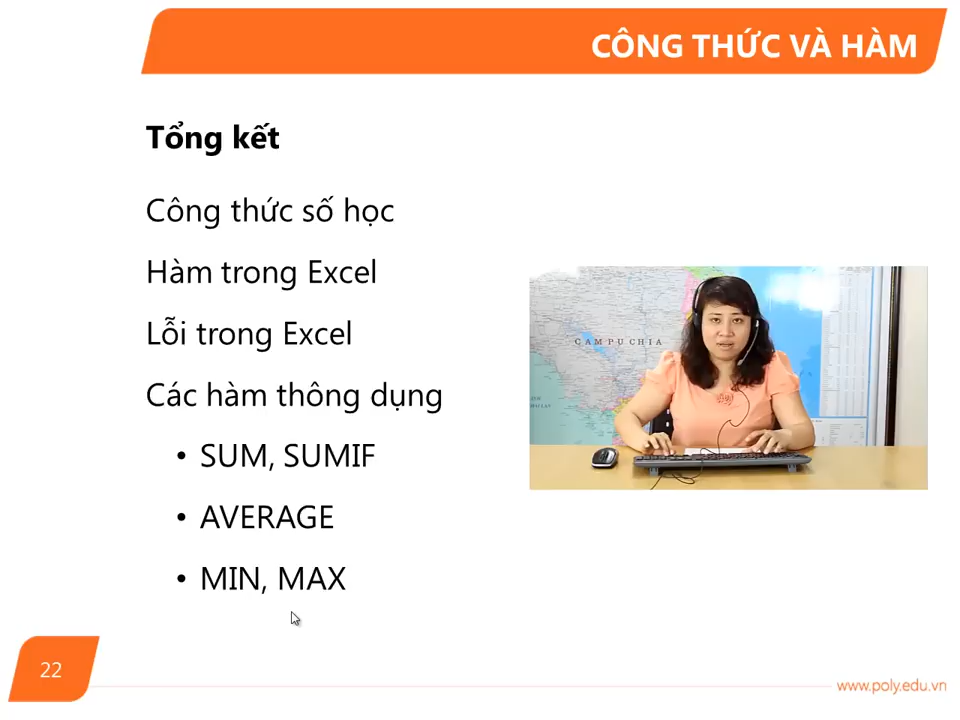 CÔNG THỨC VÀ HÀM
Tổng kết
Công thức số học
Hàm trong Excel
Lỗi trong Excel
Các hàm thông dụng
• SUM, SUMIF
• AVERAGE
• MIN, MAX
CAMPUCHIA
22
www.poly.edu.vn